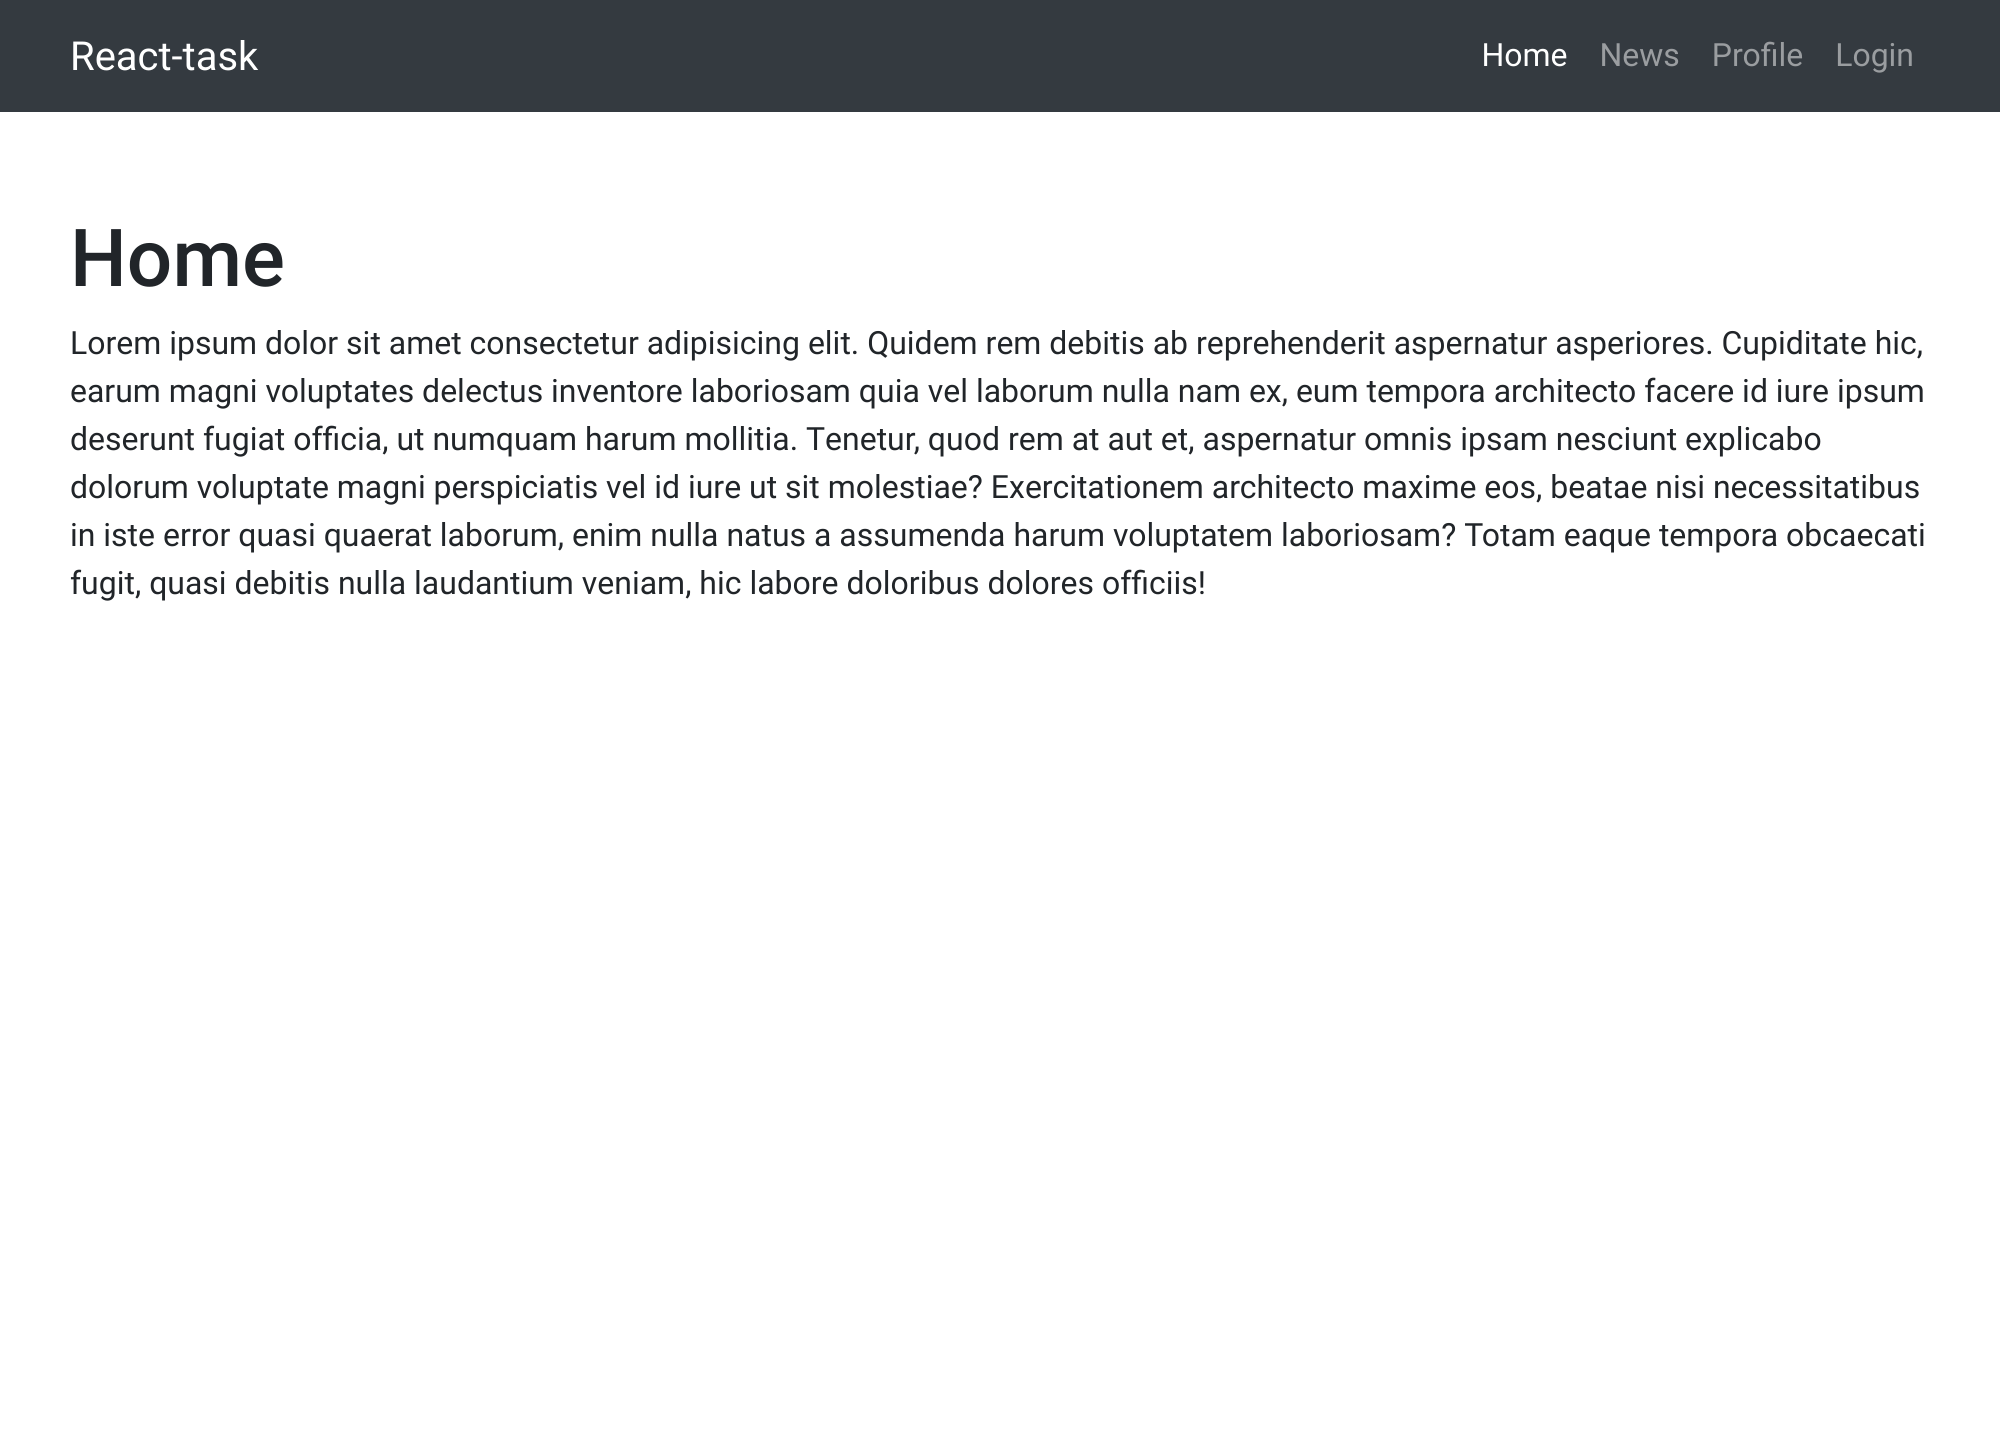 React-task
Home News Profile Login
Home
Lorem ipsum dolor sit amet consectetur adipisicing elit. Quidem rem debitis ab reprehenderit aspernatur asperiores. Cupiditate hic,
earum magni voluptates delectus inventore laboriosam quia vel laborum nulla nam ex, eum tempora architecto facere id iure ipsum
deserunt fugiat officia, ut numquam harum mollitia. Tenetur, quod rem at aut et, aspernatur omnis ipsam nesciunt explicabo
dolorum voluptate magni perspiciatis vel id iure ut sit molestiae? Exercitationem architecto maxime eos, beatae nisi necessitatibus
in iste error quasi quaerat laborum, enim nulla natus a assumenda harum voluptatem laboriosam? Totam eaque tempora obcaecati
fugit, quasi debitis nulla laudantium veniam, hic labore doloribus dolores officiis!